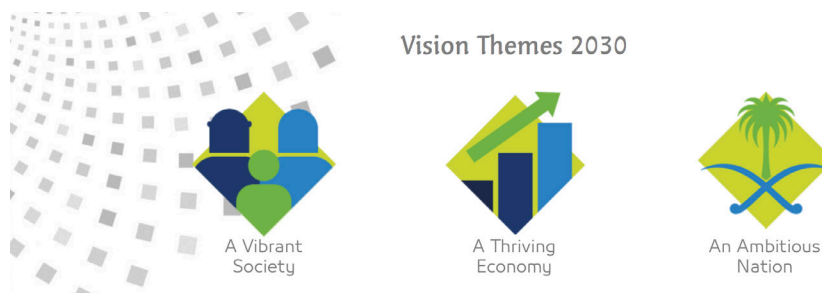 Vision Themes 2030
A Vibrant
Society
A Thriving
Economy
An Ambitious
Nation